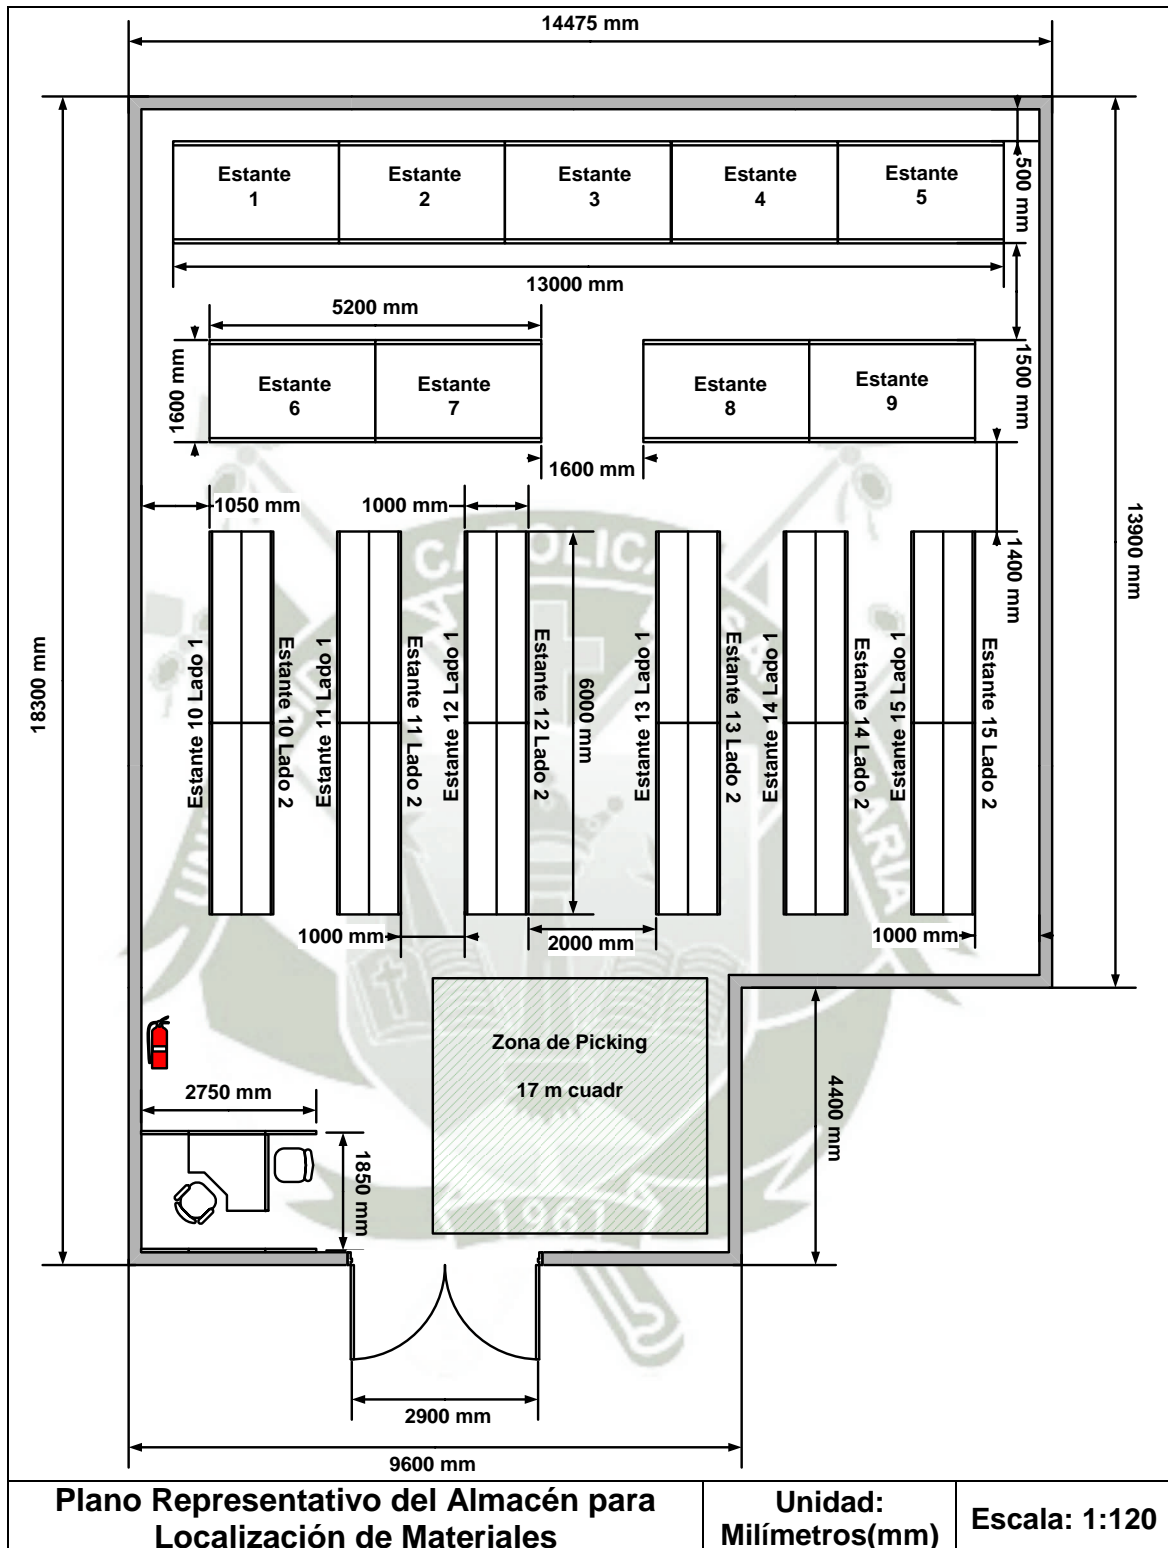 14475 mm
Estante
1
Estante
2
Estante
3
Estante
4
Estante
5
500 mm
13000 mm
5200 mm
1600 mm
Estante
6
Estante
7
Estante
8
Estante
9
1500 mm
1600 mm
1050 mm
1000 mm
1400 mm
13900 mm
18300 mm
Estante 10 Lado 1
Estante 10 Lado 2
Estante 11 Lado 1
Estante 11 Lado 2
Estante 12 Lado 1
Estante 12 Lado 2
6000 mm
Estante 13 Lado 1
Estante 13 Lado 2
Estante 14 Lado 1
Estante 14 Lado 2
Estante 15 Lado 1
Estante 15 Lado 2
1000 mm
2000 mm
1000 mm
Zona de Picking
17 m cuadr
2750 mm
1850 mm
4400 mm
1961
2900 mm
9600 mm
Plano Representativo del Almacén para
Localización de Materiales
Unidad:
Milímetros(mm)
Escala: 1:120